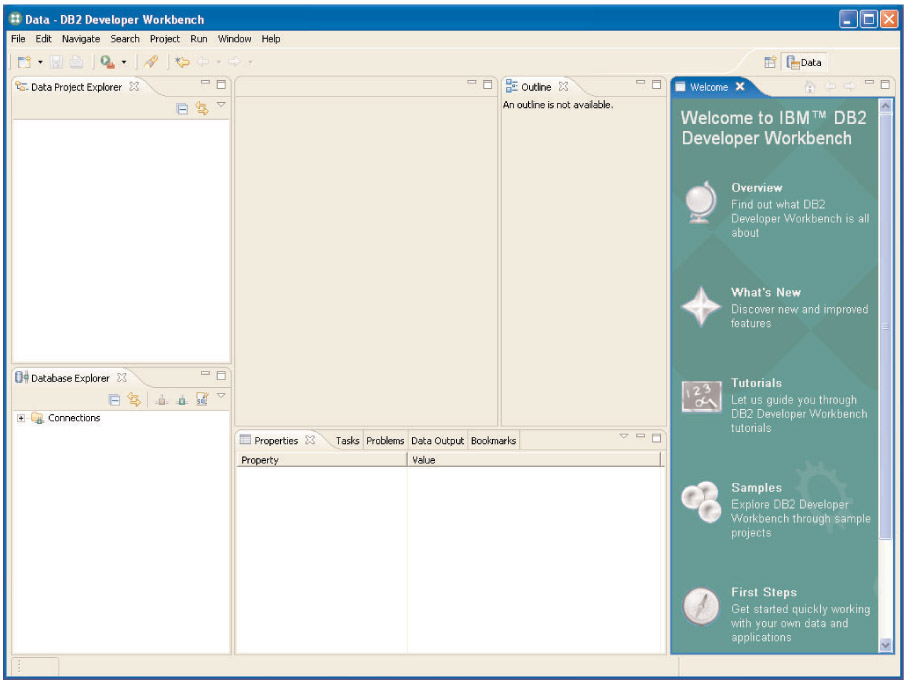 Data - DB2 Developer Workbench
File Edit Navigate Search Project Run Window Help
Data
Data Project Explorer
Outline
An outline is not available.
Welcome
Welcome to IBM™ DB2
Developer Workbench
Overview
Find out what DB2
Developer Workbench is all
about
What's New
Discover new and improved
features
Tutorials
Let us guide you through
DB2 Developer Workbench
tutorials
Samples
Explore DB2 Developer
Workbench through sample
projects
First Steps
Get started quickly working
with your own data and
applications
Database Explorer
Connections
Properties Tasks Problems Data Output Bookmarks
Property Value